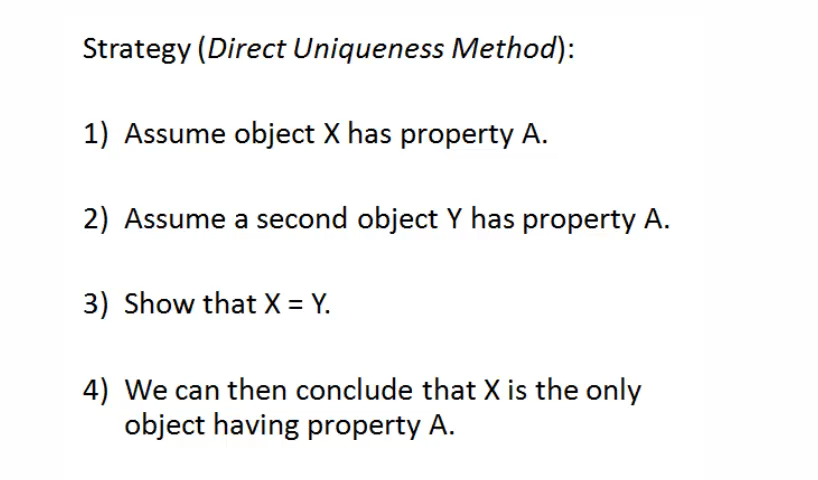 Strategy (Direct Uniqueness Method):
1) Assume object X has property A.
2) Assume a second object Y has property A.
3) Show that X = Y.
4) We can then conclude that X is the only
object having property A.